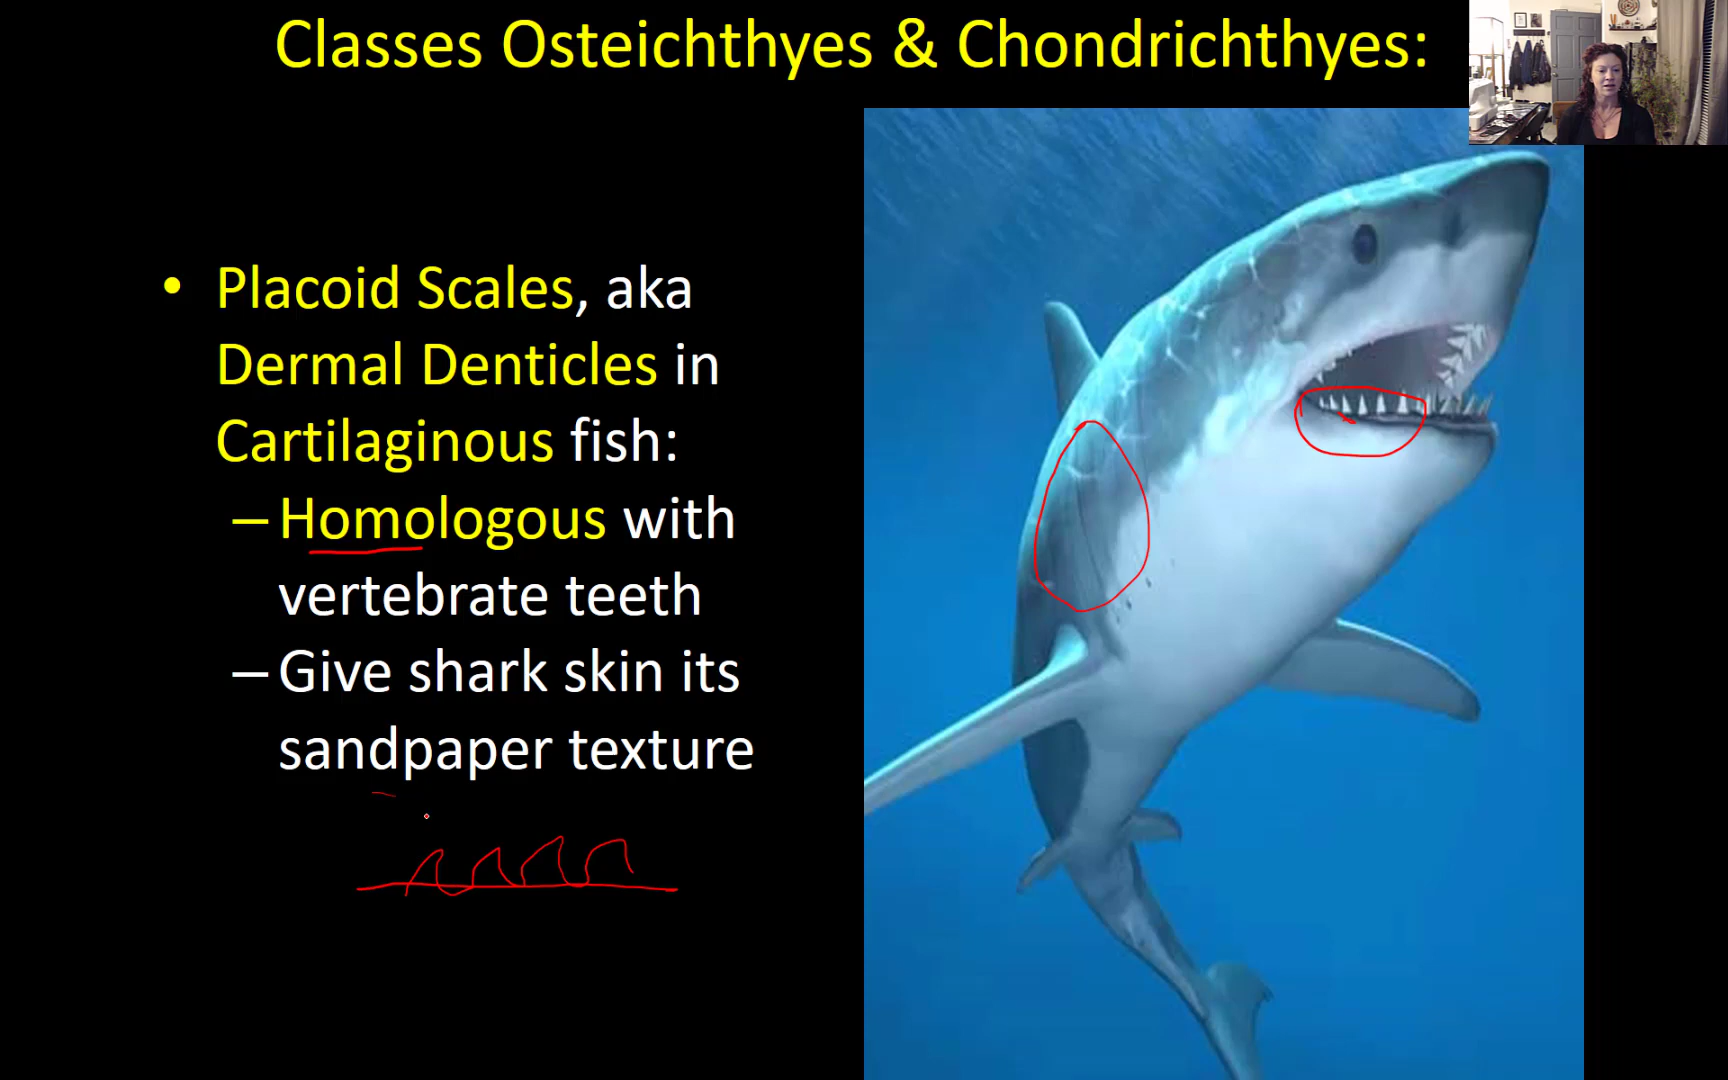 Classes Osteichthyes & Chondrichthyes:
• Placoid Scales, aka
Dermal Denticles in
Cartilaginous fish:
– Homologous with
vertebrate teeth
– Give shark skin its
sandpaper texture